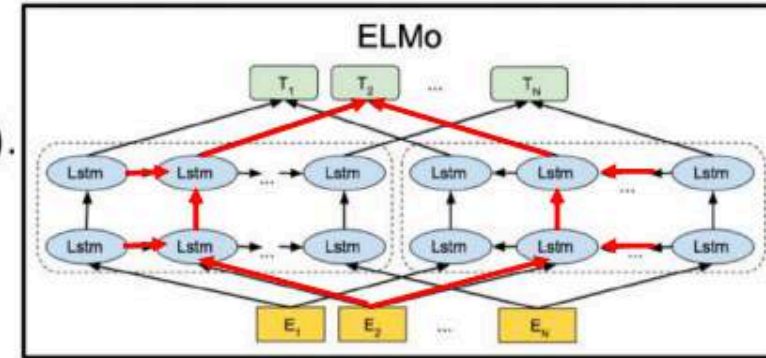 ELMo
T1 T2 ... TN
).
Lstm Lstm ... Lstm Lstm Lstm ... Lstm
Lstm Lstm ... Lstm Lstm Lstm ... Lstm
E1 E2 ... EN